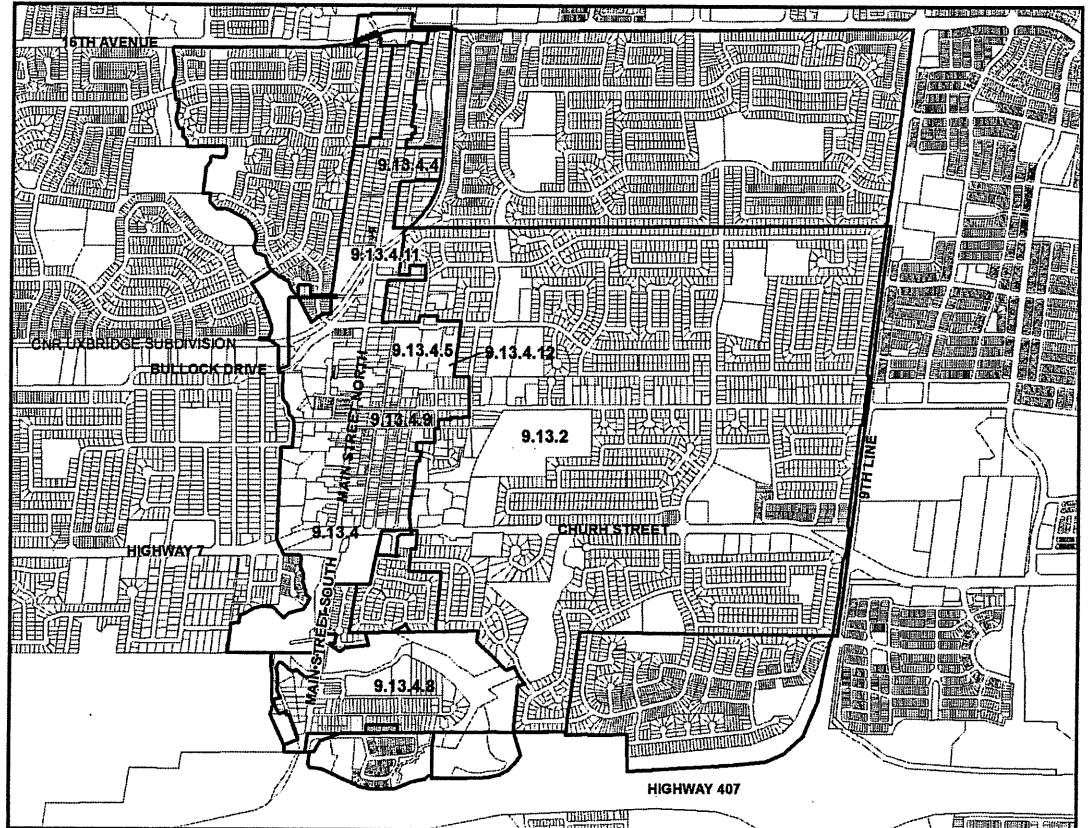 16TH AVENUE
9.13.4.4
9.13.4.11
CNR UXBRIDGE SUBDIVISION
BULLOCK DRIVE
9.13.4.5
9.13.4.12
MAIN STREET NORTH
9.13.4.9
9.13.2
9TH LINE
9.13.4
CHURH STREET
HIGHWAY 7
MAIN STREET SOUTH
9.13.4.8
HIGHWAY 407